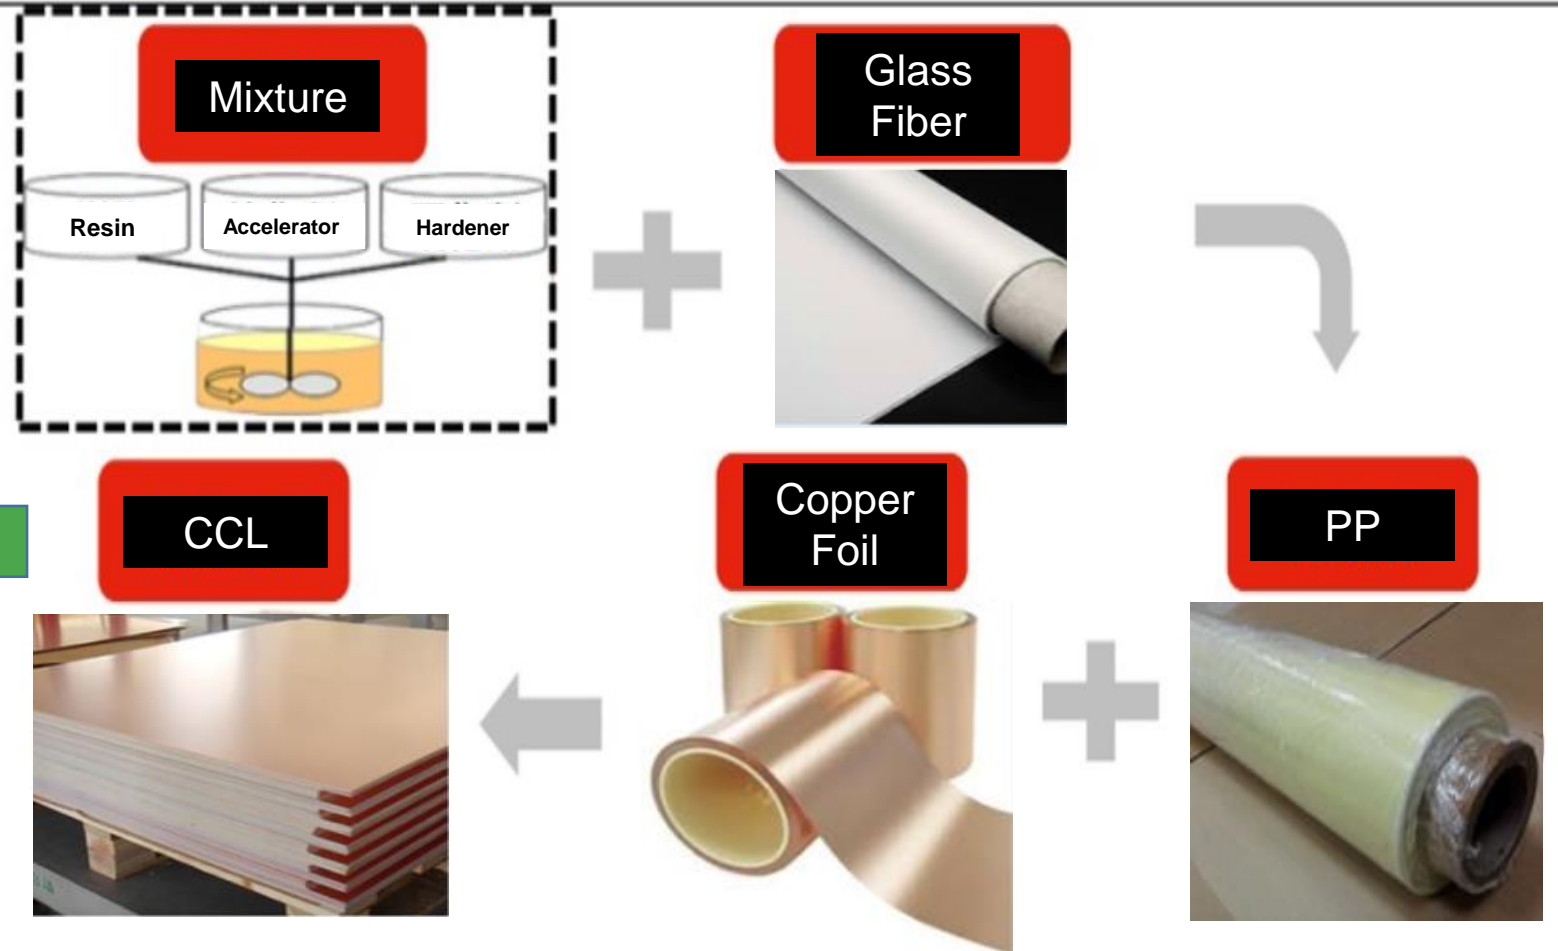 Mixture
Glass
Fiber
Resin
Accelerator
Hardener
CCL
Copper
Foil
PP